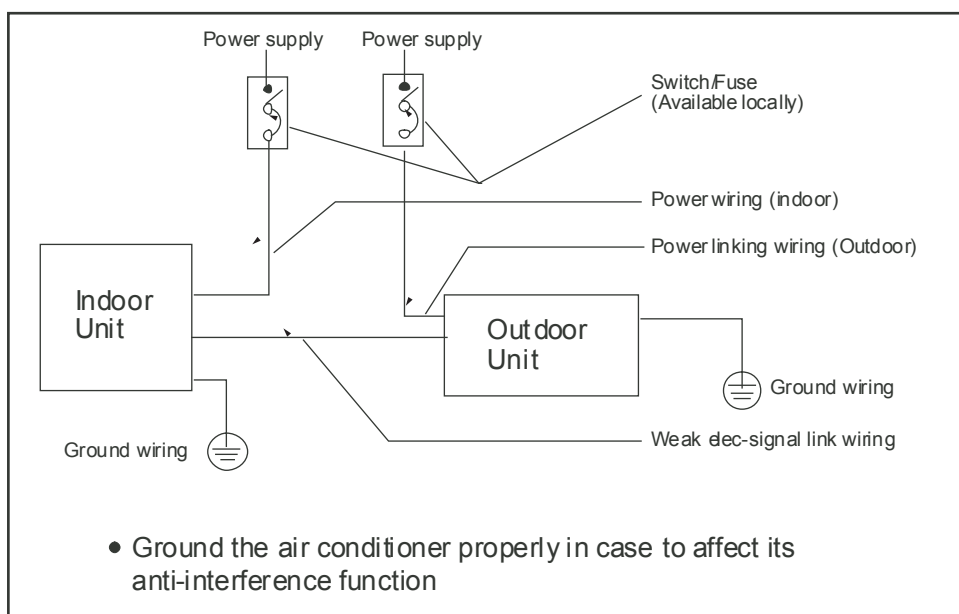 Power supply
Power supply
Switch/Fuse
(Available locally)
Power wiring (indoor)
Power linking wiring (Outdoor)
Indoor
Unit
Outdoor
Unit
Ground wiring
Ground wiring
Weak elec-signal link wiring
● Ground the air conditioner properly in case to affect its
anti-interference function